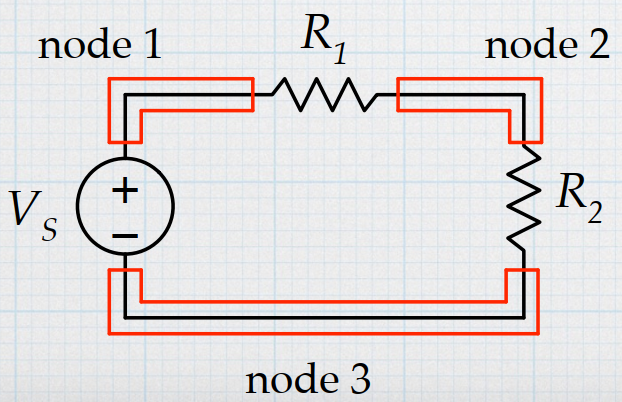 node 1
R1
node 2
+
VS
−
R2
node 3